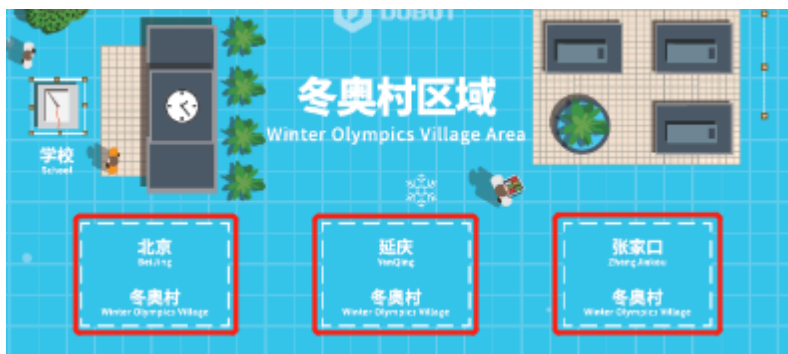 DOBOT
冬奥村区域
Winter Olympics Village Area
学校
School
北京
BeiJing
冬奥村
Winter Olympics Village
延庆
YanQing
冬奥村
Winter Olympics Village
张家口
ZhangJiakou
冬奥村
Winter Olympics Village